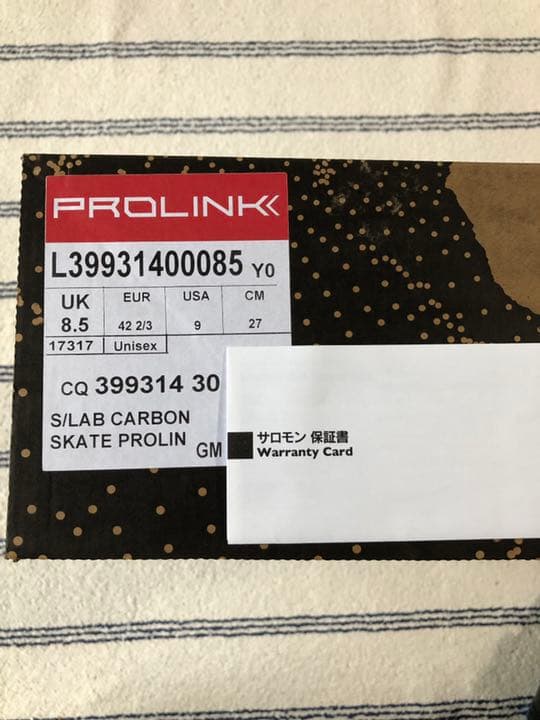 PROLINK
L39931400085 Y0
UK EUR USA CM
8.5 42 2/3 9 27
17317 Unisex
CQ 399314 30
S/LAB CARBON
SKATE PROLIN GM
サロモン 保証書
Warranty Card